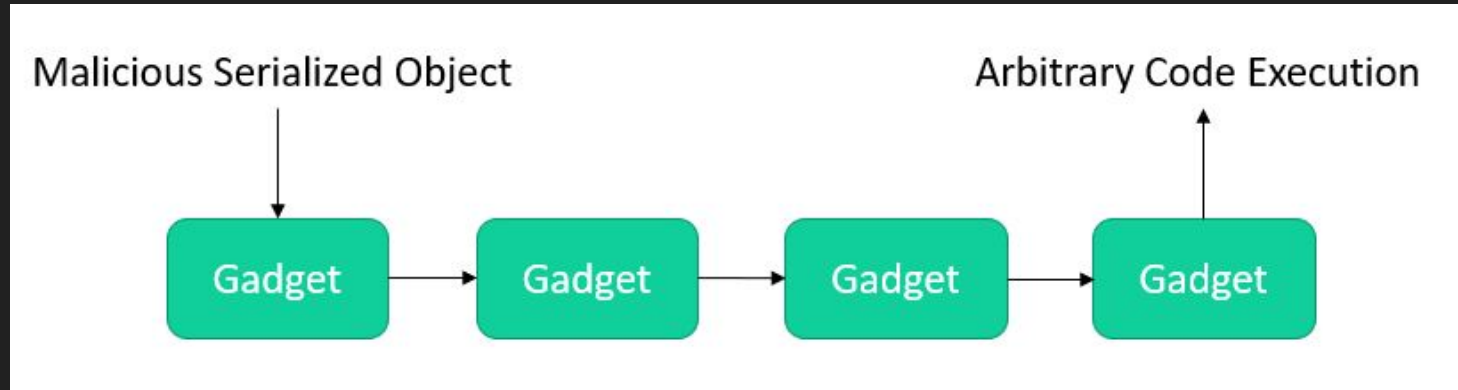 Malicious Serialized Object
Arbitrary Code Execution
Gadget
Gadget
Gadget
Gadget